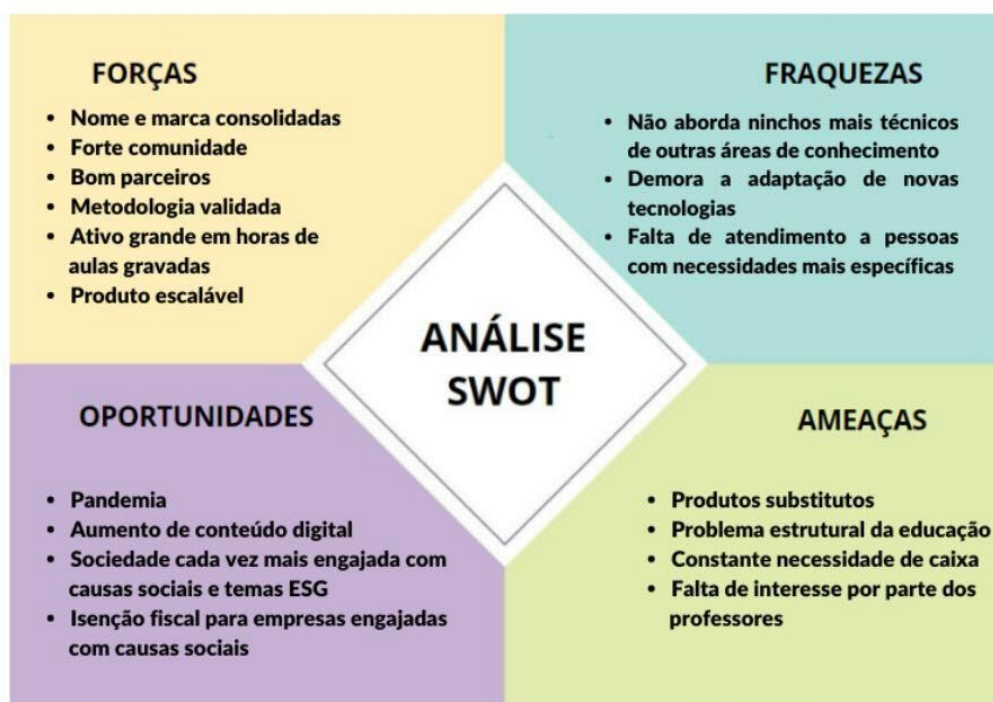 FORÇAS
• Nome e marca consolidadas
• Forte comunidade
• Bom parceiros
• Metodologia validada
• Ativo grande em horas de
aulas gravadas
• Produto escalável
FRAQUEZAS
• Não aborda ninchos mais técnicos
de outras áreas de conhecimento
• Demora a adaptação de novas
tecnologias
• Falta de atendimento a pessoas
com necessidades mais específicas
ANÁLISE
SWOT
OPORTUNIDADES
• Pandemia
• Aumento de conteúdo digital
• Sociedade cada vez mais engajada com
causas sociais e temas ESG
• Isenção fiscal para empresas engajadas
com causas sociais
AMEAÇAS
• Produtos substitutos
• Problema estrutural da educação
• Constante necessidade de caixa
• Falta de interesse por parte dos
professores